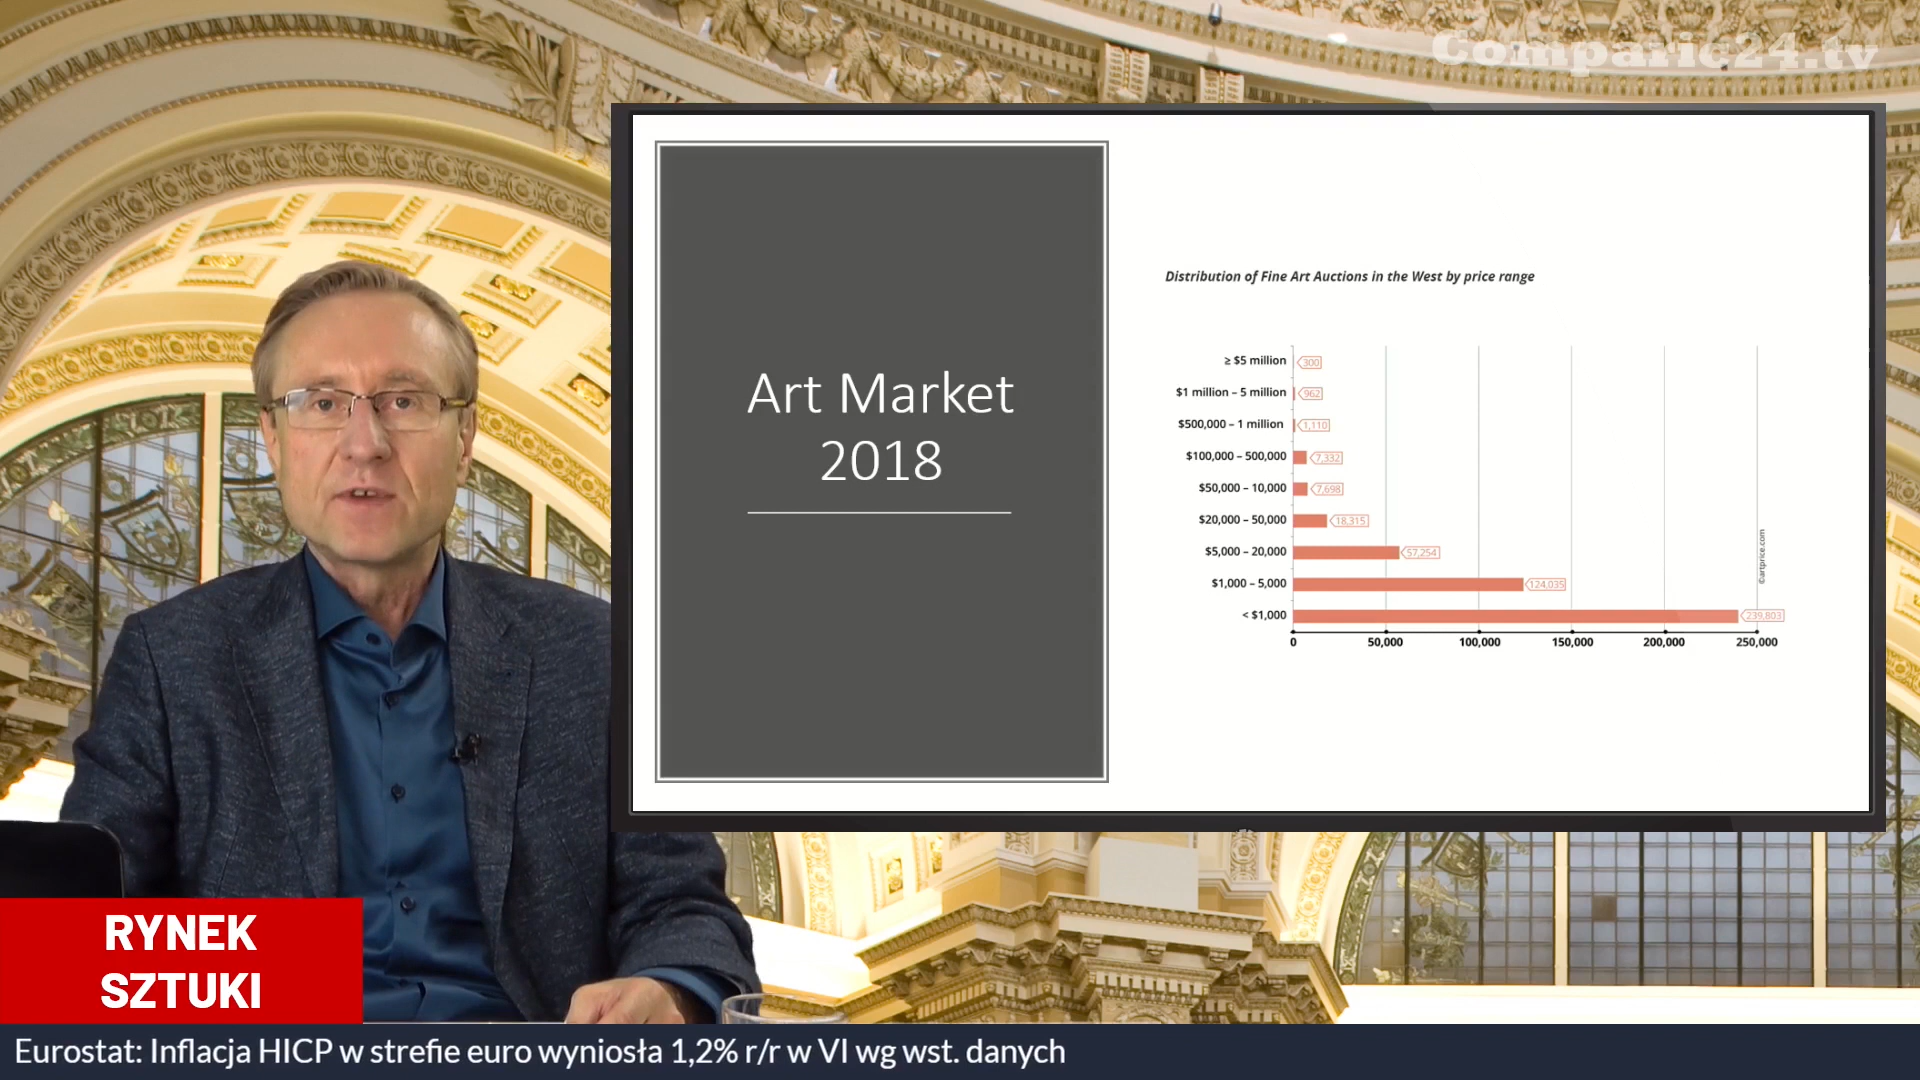 Comparic24.tv
Art Market
2018
Distribution of Fine Art Auctions in the West by price range
≥ $5 million 300
$1 million – 5 million 962
$500,000 – 1 million 1,110
$100,000 – 500,000 7,332
$50,000 – 10,000 7,698
$20,000 – 50,000 18,315
$5,000 – 20,000 57,254
$1,000 – 5,000 124,035
< $1,000 239,803
0 50,000 100,000 150,000 200,000 250,000
©artprice.com
RYNEK
SZTUKI
Eurostat: Inflacja HICP w strefie euro wyniosła 1,2% r/r w VI wg wst. danych